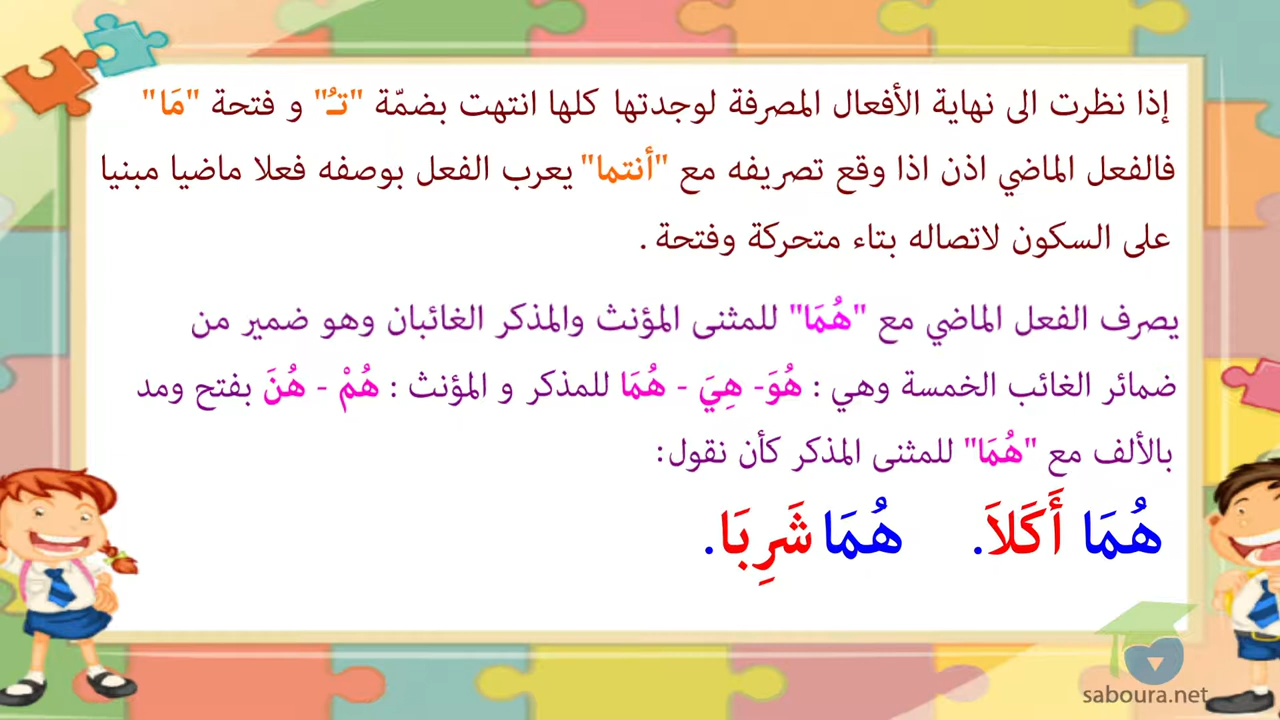 إذا نظرت الى نهاية الأفعال المصرفة لوجدتها كلها انتهت بضمّة "تُـ" و فتحة "مَا"
فالفعل الماضي اذن اذا وقع تصريفه مع "أنتما" يعرب الفعل بوصفه فعلا ماضيا مبنيا
على السكون لاتصاله بتاء متحركة وفتحة .
يصرف الفعل الماضي مع "هُمَا" للمثنى المؤنث والمذكر الغائبان وهو ضمير من
ضمائر الغائب الخمسة وهي : هُوَ- هِيَ - هُمَا للمذكر و المؤنث : هُمْ - هُنَ بفتح ومد
بالألف مع "هُمَا" للمثنى المذكر كأن نقول:
هُمَا أَكَلاَ. هُمَا شَرِبَا.
saboura.net